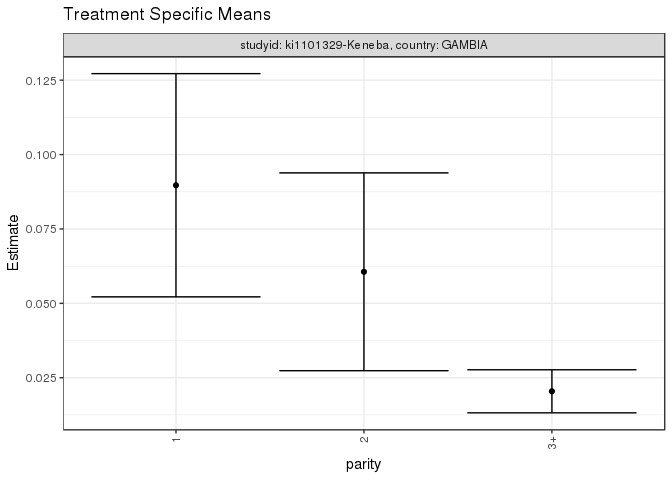 Treatment Specific Means
studyid: ki1101329-Keneba, country: GAMBIA
0.125
0.100
0.075
0.050
0.025
Estimate
1
2
3+
parity